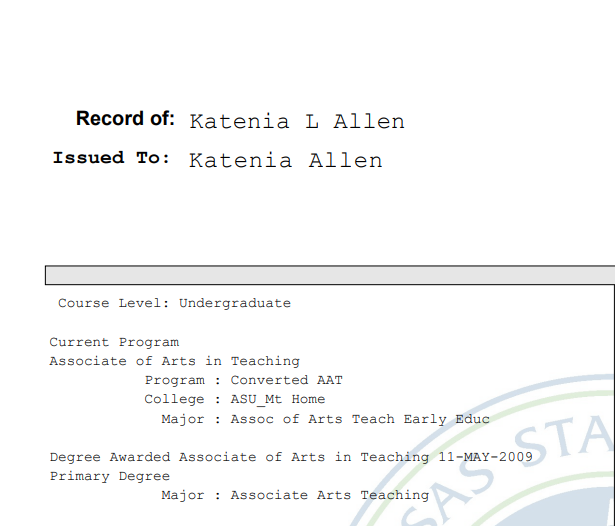 Record of: Katenia L Allen
Issued To: Katenia Allen
Course Level: Undergraduate
Current Program
Associate of Arts in Teaching
Program : Converted AAT
College : ASU_Mt Home
Major : Assoc of Arts Teach Early Educ
Degree Awarded Associate of Arts in Teaching 11-MAY-2009
Primary Degree
Major : Associate Arts Teaching
SAS STA